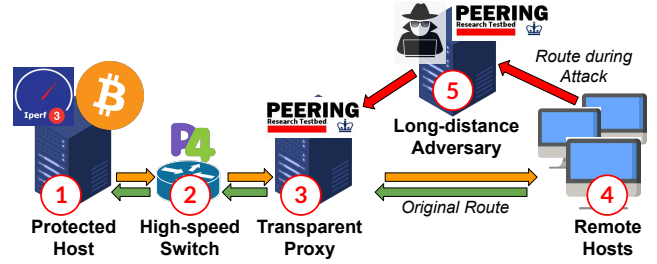 PEERING
Research Testbed
Route during
Attack
5
Iperf 3
P4
PEERING
Research Testbed
Long-distance
Adversary
1
2
3
4
Original Route
Protected
Host
High-speed
Switch
Transparent
Proxy
Remote
Hosts